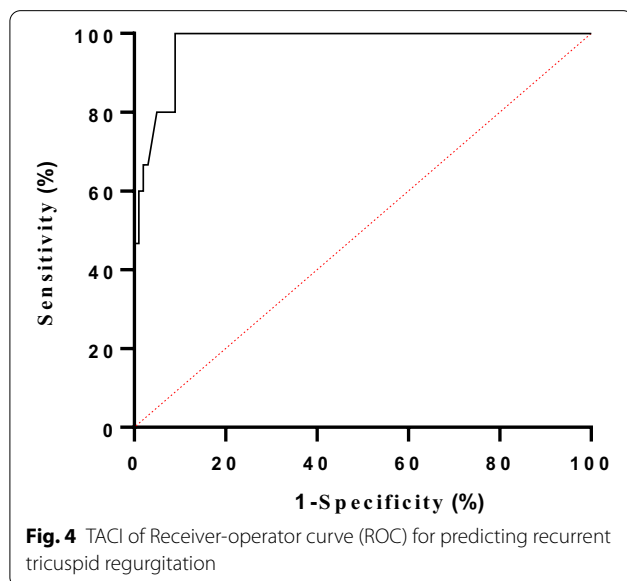 100
80
60
40
20
0
Sensitivity (%)
0 20 40 60 80 100
1-Specificity (%)
Fig. 4 TACI of Receiver-operator curve (ROC) for predicting recurrent
tricuspid regurgitation